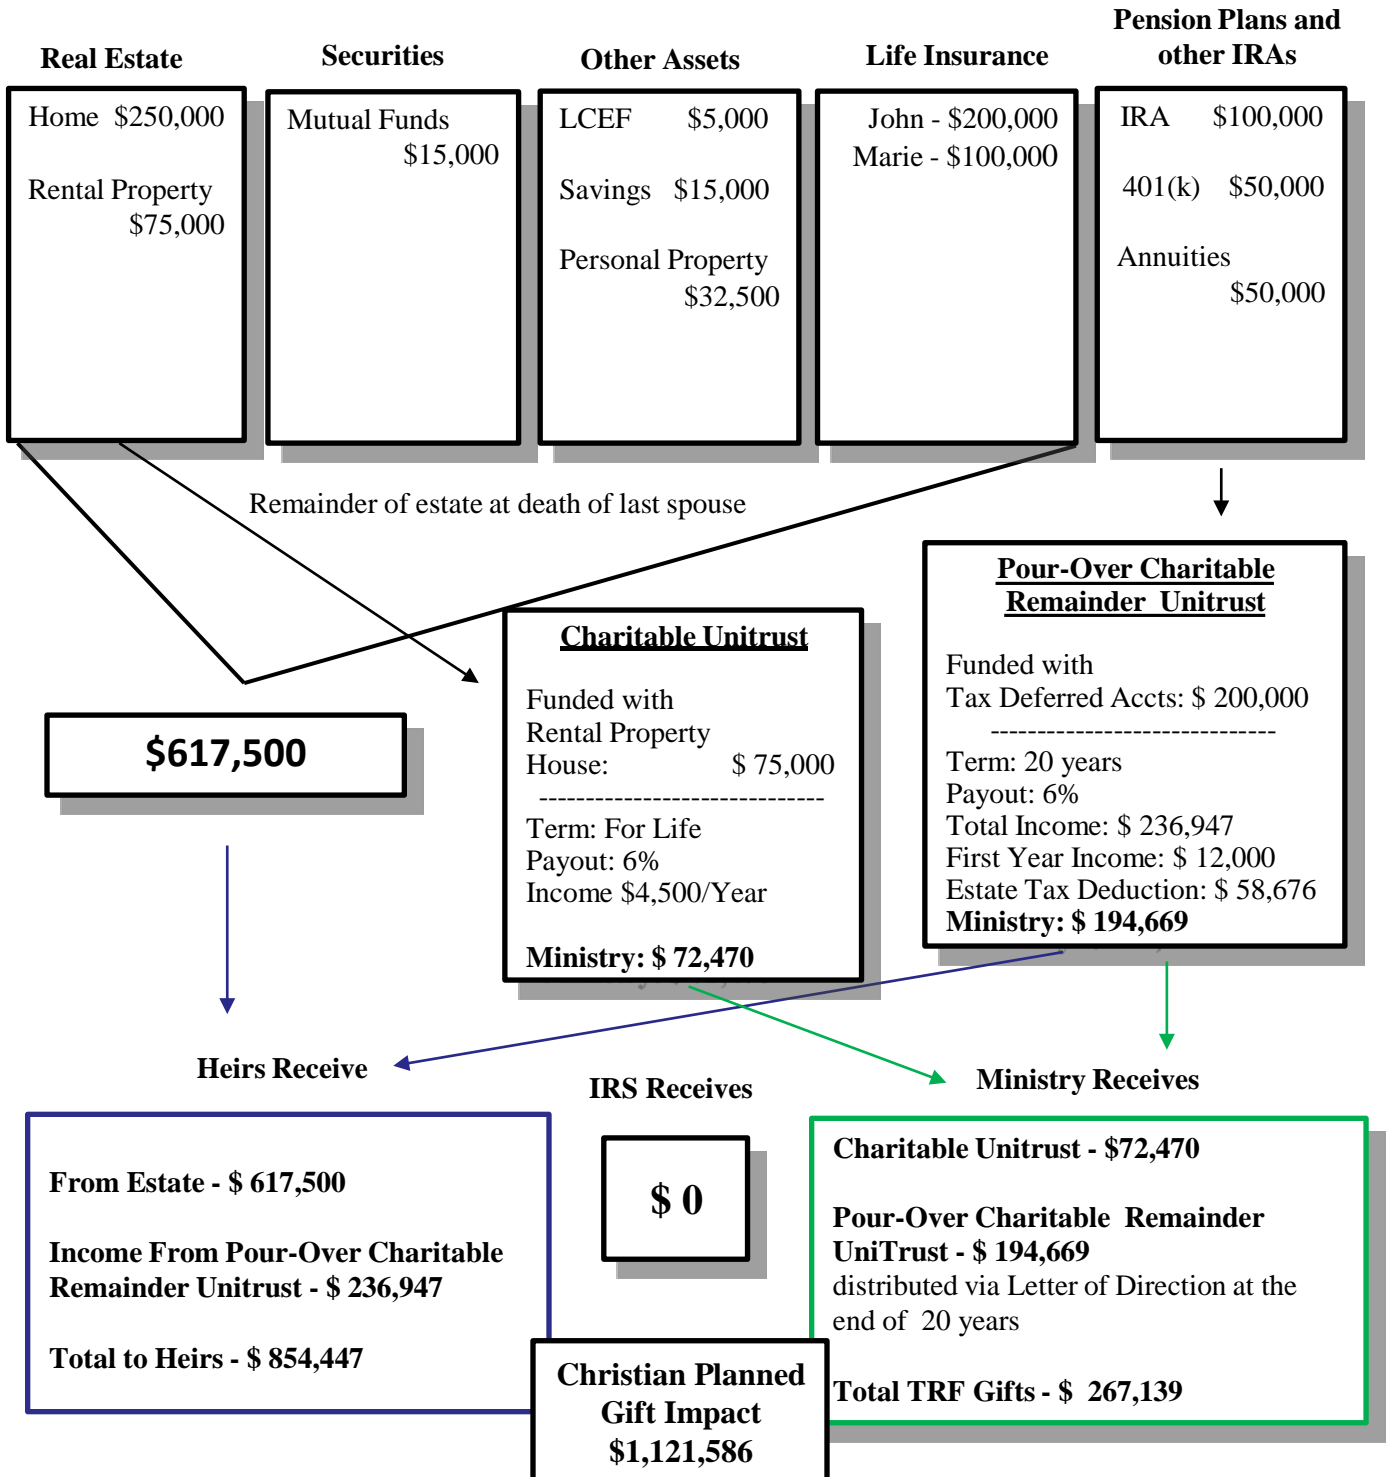 Real Estate
Home $250,000
Rental Property
$75,000
Securities
Mutual Funds
$15,000
Other Assets
LCEF $5,000
Savings $15,000
Personal Property
$32,500
Life Insurance
John - $200,000
Marie - $100,000
Pension Plans and
other IRAs
IRA $100,000
401(k) $50,000
Annuities
$50,000
Remainder of estate at death of last spouse
$617,500
Charitable Unitrust
Funded with
Rental Property
House: $ 75,000
-------------------------------
Term: For Life
Payout: 6%
Income $4,500/Year
Ministry: $ 72,470
Pour-Over Charitable
Remainder Unitrust
Funded with
Tax Deferred Accts: $ 200,000
-------------------------------
Term: 20 years
Payout: 6%
Total Income: $ 236,947
First Year Income: $ 12,000
Estate Tax Deduction: $ 58,676
Ministry: $ 194,669
Heirs Receive
From Estate - $ 617,500
Income From Pour-Over Charitable
Remainder Unitrust - $ 236,947
Total to Heirs - $ 854,447
IRS Receives
$ 0
Ministry Receives
Charitable Unitrust - $72,470
Pour-Over Charitable Remainder
UniTrust - $ 194,669
distributed via Letter of Direction at the
end of 20 years
Total TRF Gifts - $ 267,139
Christian Planned
Gift Impact
$1,121,586